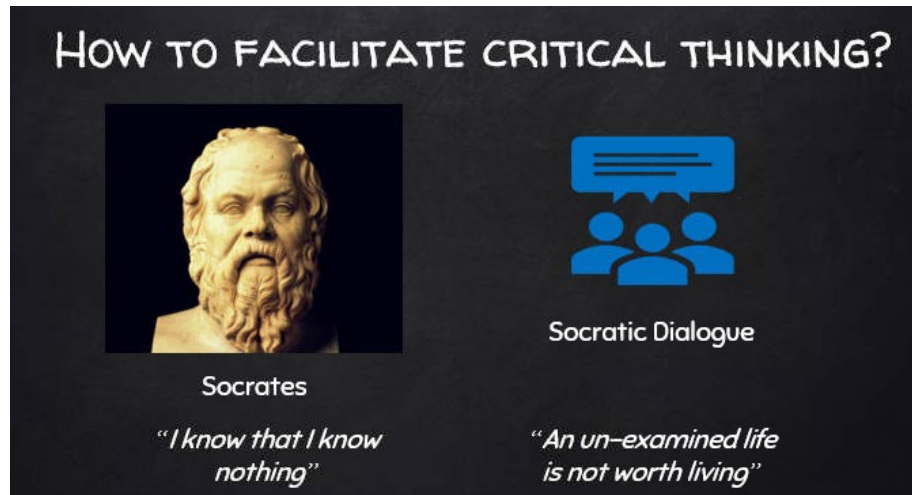 HOW TO FACILITATE CRITICAL THINKING?
Socrates
“I know that I know
nothing”
Socratic Dialogue
“An un-examined life
is not worth living”